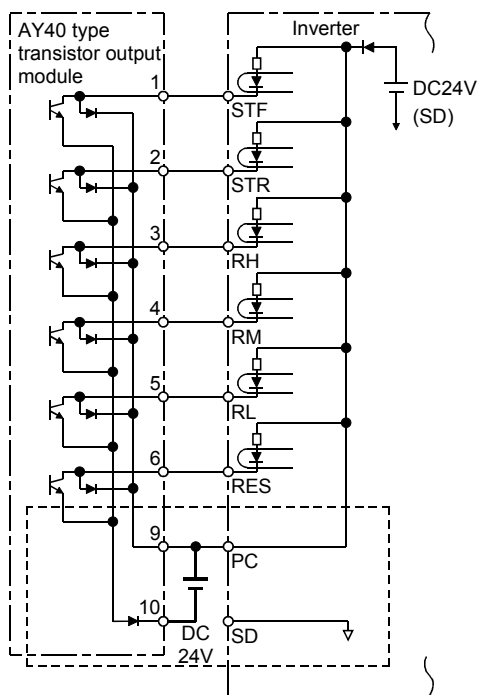 AY40 type
transistor output
module
Inverter
DC24V
(SD)
1
STF
2
STR
3
RH
4
RM
5
RL
6
RES
9
PC
10
DC
24V
SD